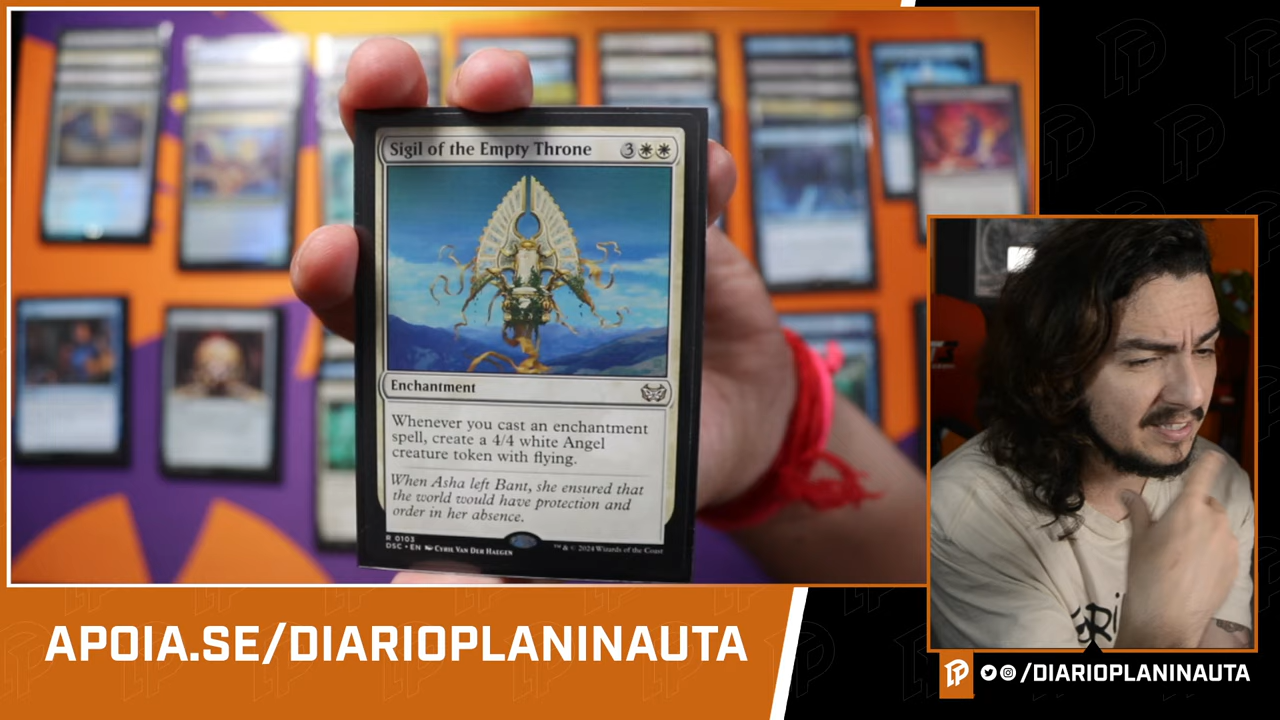 Sigil of the Empty Throne
3
Enchantment
Whenever you cast an enchantment
spell, create a 4/4 white Angel
creature token with flying.
When Asha left Bant, she ensured that
the world would have protection and
order in her absence.
R 0103
DSC • EN Cyril Van Der Haegen
™ & © 2024 Wizards of the Coast
APOIA.SE/DIARIOPLANINAUTA
/DIARIOPLANINAUTA